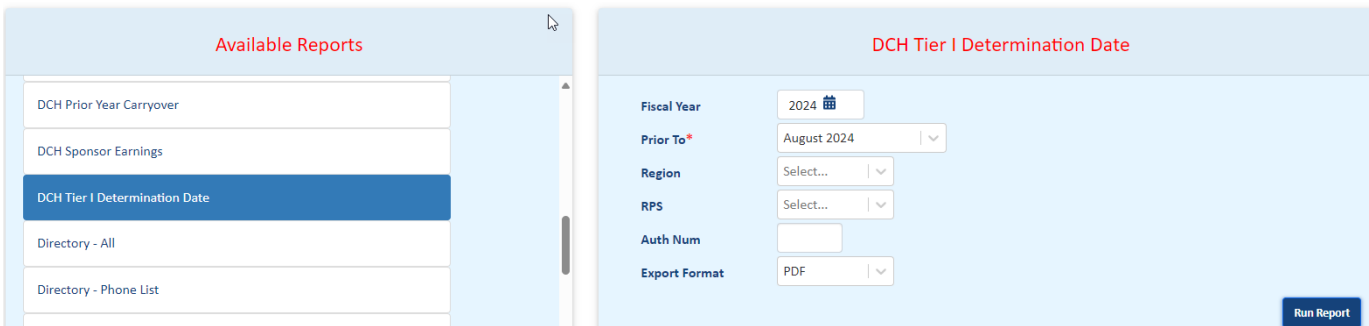 Available Reports
DCH Prior Year Carryover
DCH Sponsor Earnings
DCH Tier I Determination Date
Directory - All
Directory - Phone List
DCH Tier I Determination Date
Fiscal Year 2024
Prior To* August 2024
Region Select...
RPS Select...
Auth Num
Export Format PDF
Run Report